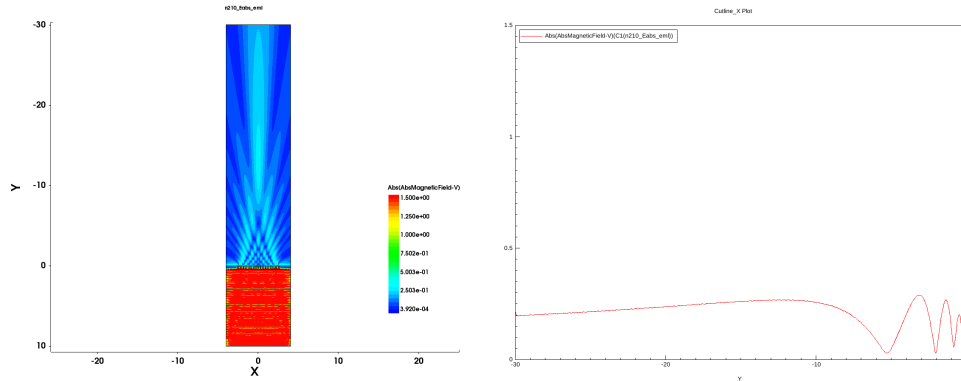 n210_Eabs_eml
-30
-20
-10
0
10
Y
-20
-10
0
10
20
X
Abs(AbsMagneticField-V)
1.500e+00
1.250e+00
1.000e+00
7.502e-01
5.003e-01
2.503e-01
3.920e-04
Cutline_X Plot
Abs(AbsMagneticField-V)(C1(n210_Eabs_eml))
1.5
1
0.5
0
-30
-20
-10
Y